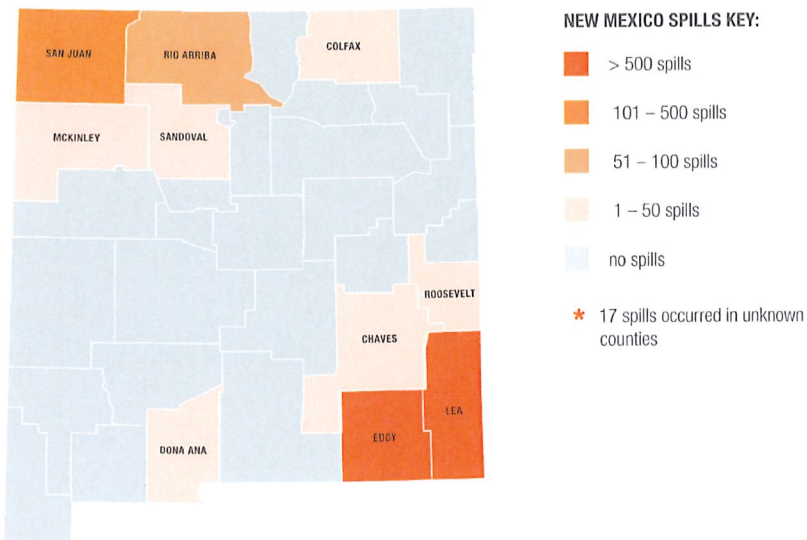 NEW MEXICO SPILLS KEY:
> 500 spills
101 – 500 spills
51 – 100 spills
1 – 50 spills
no spills
* 17 spills occurred in unknown
counties
SAN JUAN
RIO ARRIBA
COLFAX
MCKINLEY
SANDOVAL
ROOSEVELT
CHAVES
LEA
EDDY
DONA ANA